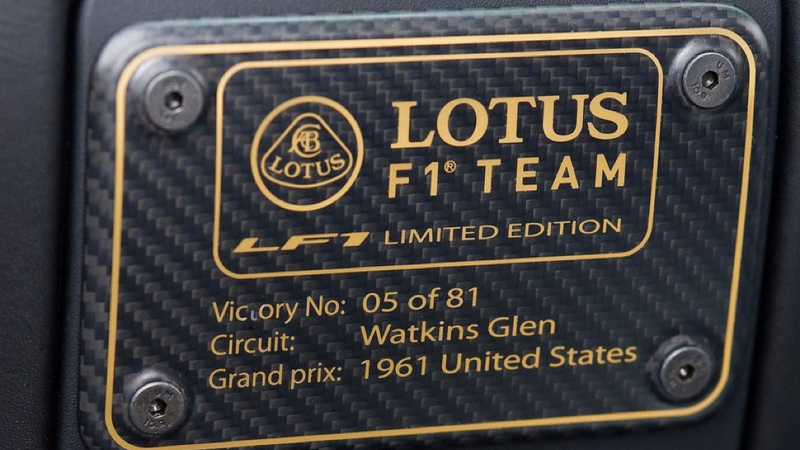 LOTUS
LOTUS
F1® TEAM
LF1 LIMITED EDITION
Victory No: 05 of 81
Circuit: Watkins Glen
Grand prix: 1961 United States